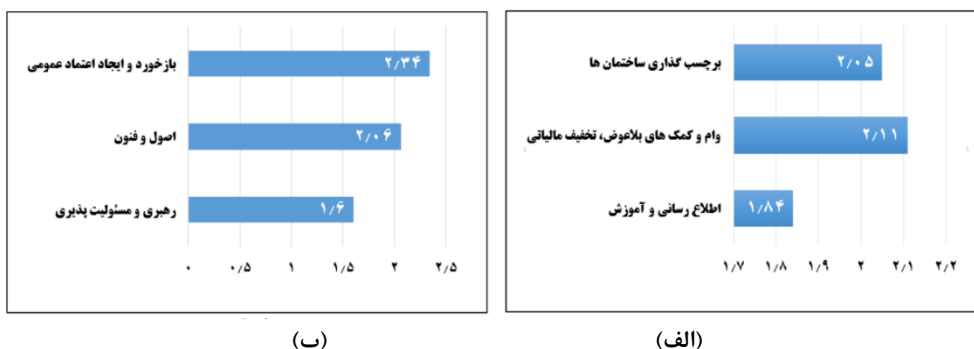 برچسب گذاری ساختمان ها
۲/۰۵
وام و کمک های بلاعوض، تخفیف مالیاتی
۲/۱۱
اطلاع رسانی و آموزش
۱/۸۴
۱/۷ ۱/۸ ۱/۹ ۲ ۲/۱ ۲/۲
(الف)
بازخورد و ایجاد اعتماد عمومی
۲/۳۴
اصول و فنون
۲/۰۶
رهبری و مسئولیت پذیری
۱/۶
۰ ۰/۵ ۱ ۱/۵ ۲ ۲/۵
(ب)